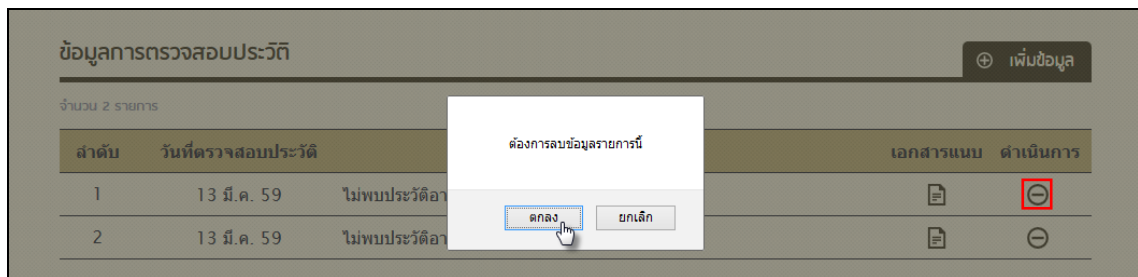 ข้อมูลการตรวจสอบประวัติ
เพิ่มข้อมูล
จำนวน 2 รายการ
ลำดับ วันที่ตรวจสอบประวัติ เอกสารแนบ ดำเนินการ
ต้องการลบข้อมูลรายการนี้
ตกลง ยกเลิก
1 13 มี.ค. 59 ไม่พบประวัติอา
2 13 มี.ค. 59 ไม่พบประวัติอา